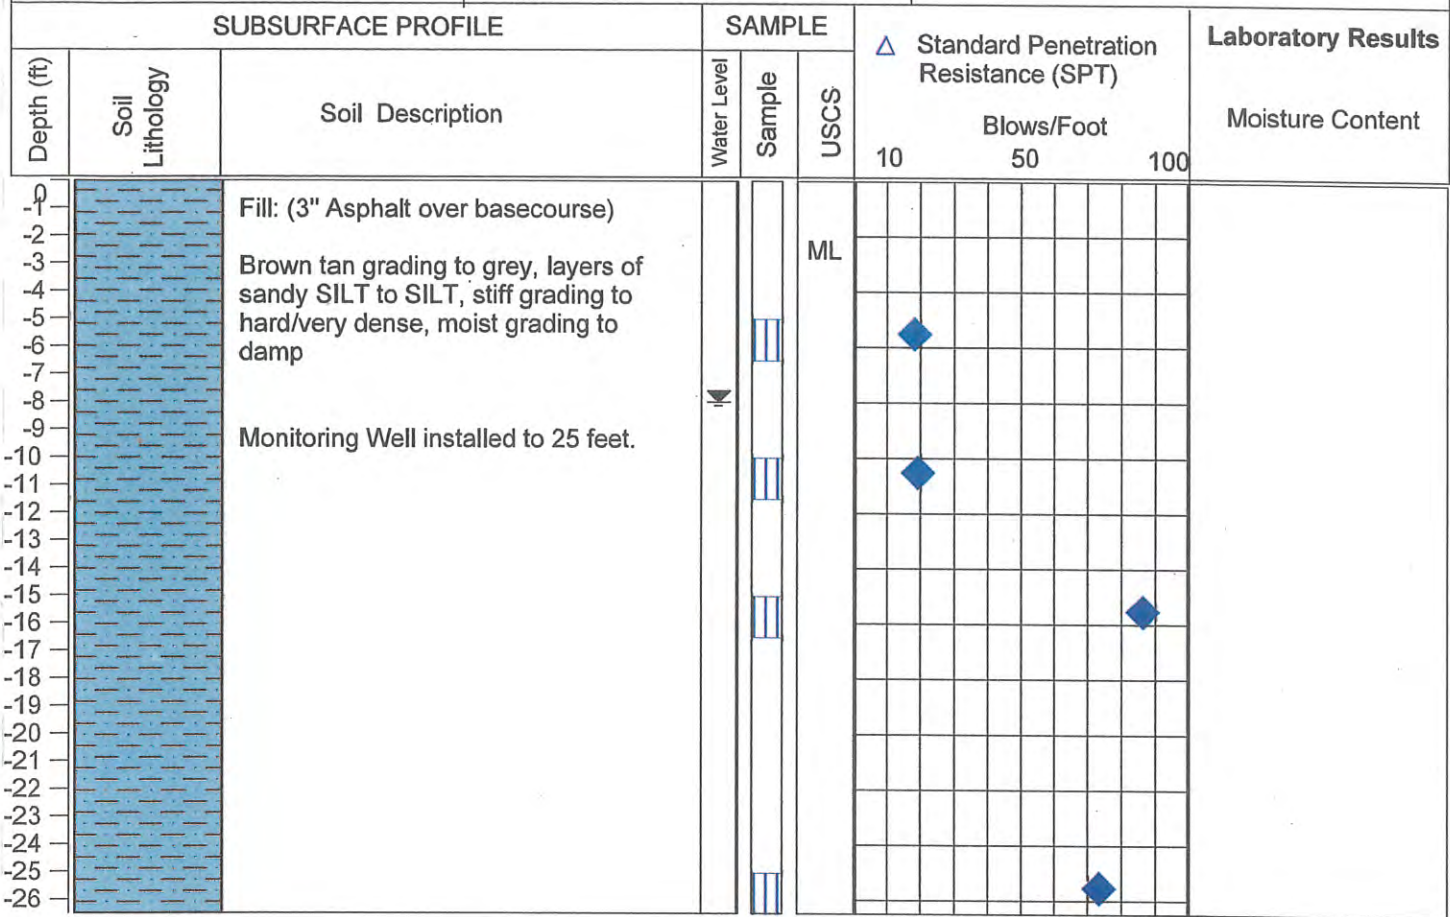 SUBSURFACE PROFILE
SAMPLE
△ Standard Penetration
Resistance (SPT)
Blows/Foot
10 50 100
Laboratory Results
Moisture Content
Depth (ft)
Soil
Lithology
Soil Description
Water Level
Sample
USCS
0
-1
-2
-3
-4
-5
-6
-7
-8
-9
-10
-11
-12
-13
-14
-15
-16
-17
-18
-19
-20
-21
-22
-23
-24
-25
-26
Fill: (3" Asphalt over basecourse)
Brown tan grading to grey, layers of
sandy SILT to SILT, stiff grading to
hard/very dense, moist grading to
damp
Monitoring Well installed to 25 feet.
ML